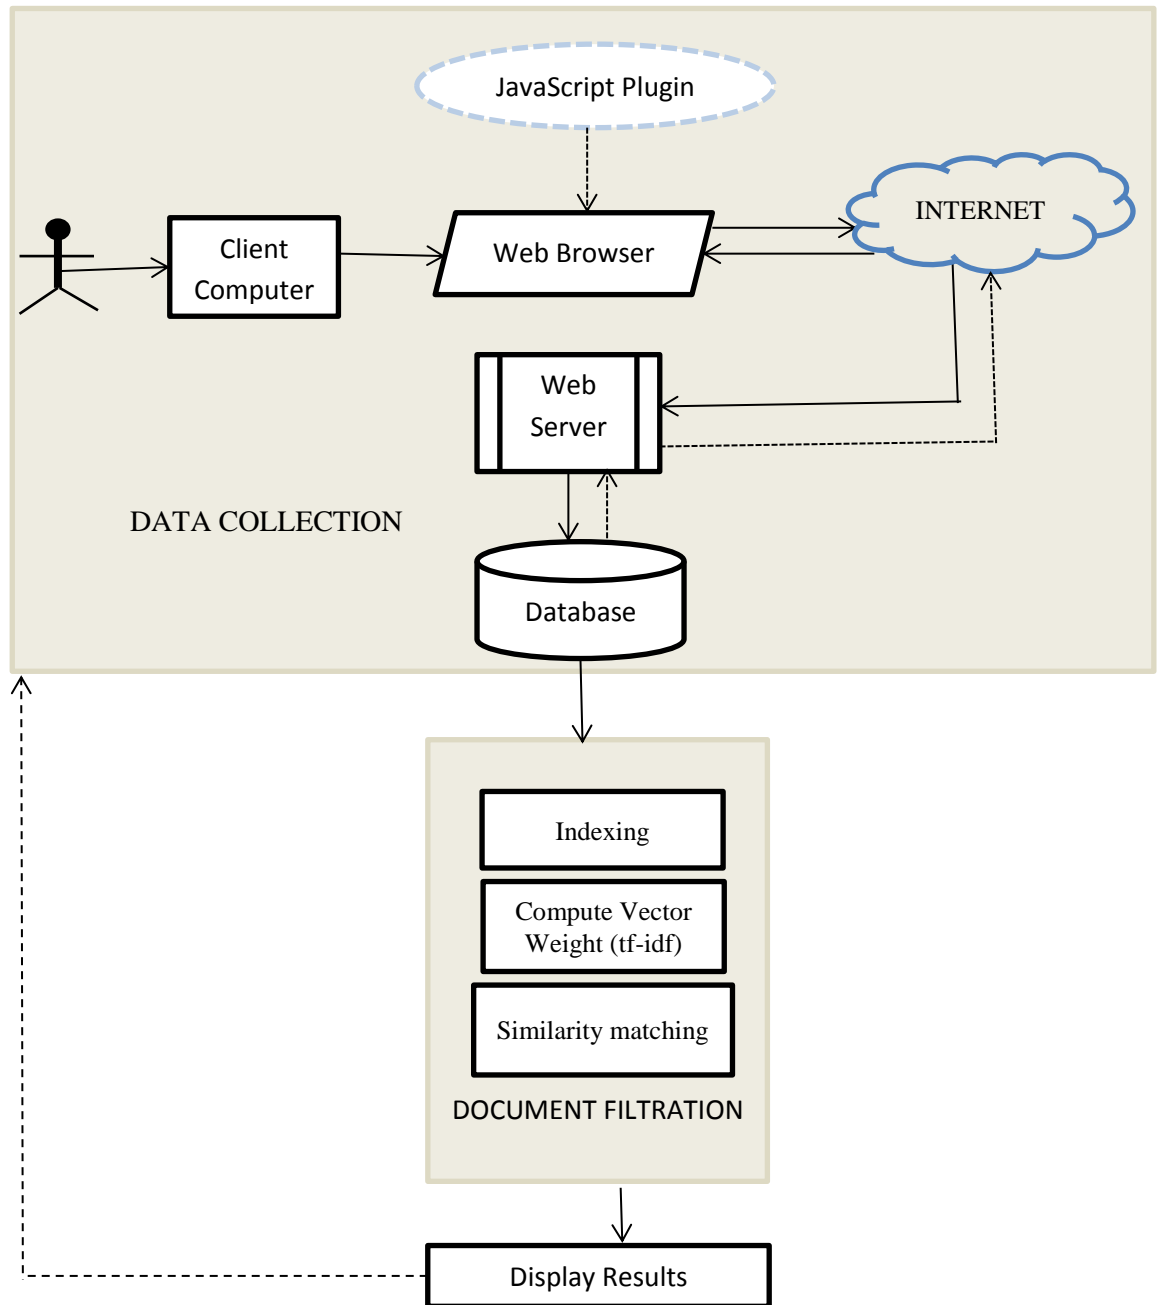 JavaScript Plugin
INTERNET
Client
Computer
Web Browser
Web
Server
DATA COLLECTION
Database
Indexing
Compute Vector
Weight (tf-idf)
Similarity matching
DOCUMENT FILTRATION
Display Results